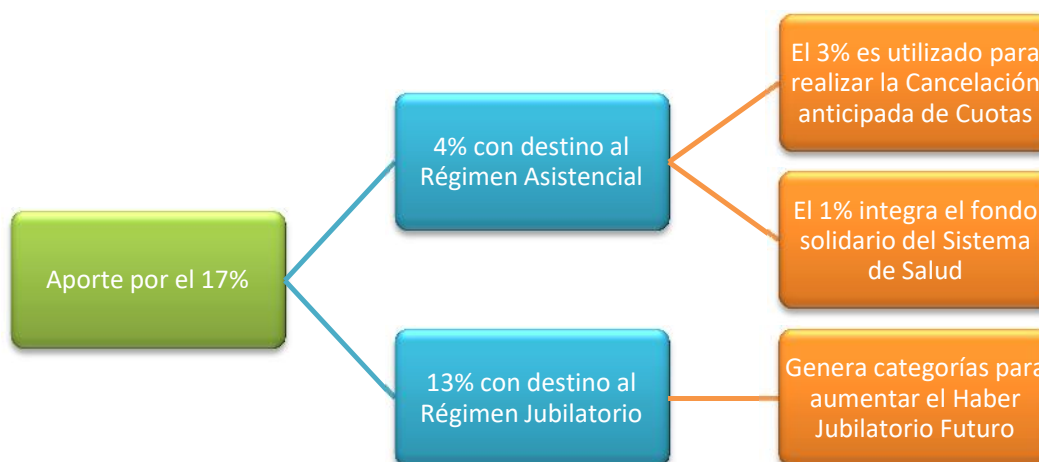 Aporte por el 17%
4% con destino al
Régimen Asistencial
El 3% es utilizado para
realizar la Cancelación
anticipada de Cuotas
El 1% integra el fondo
solidario del Sistema
de Salud
13% con destino al
Régimen Jubilatorio
Genera categorías para
aumentar el Haber
Jubilatorio Futuro